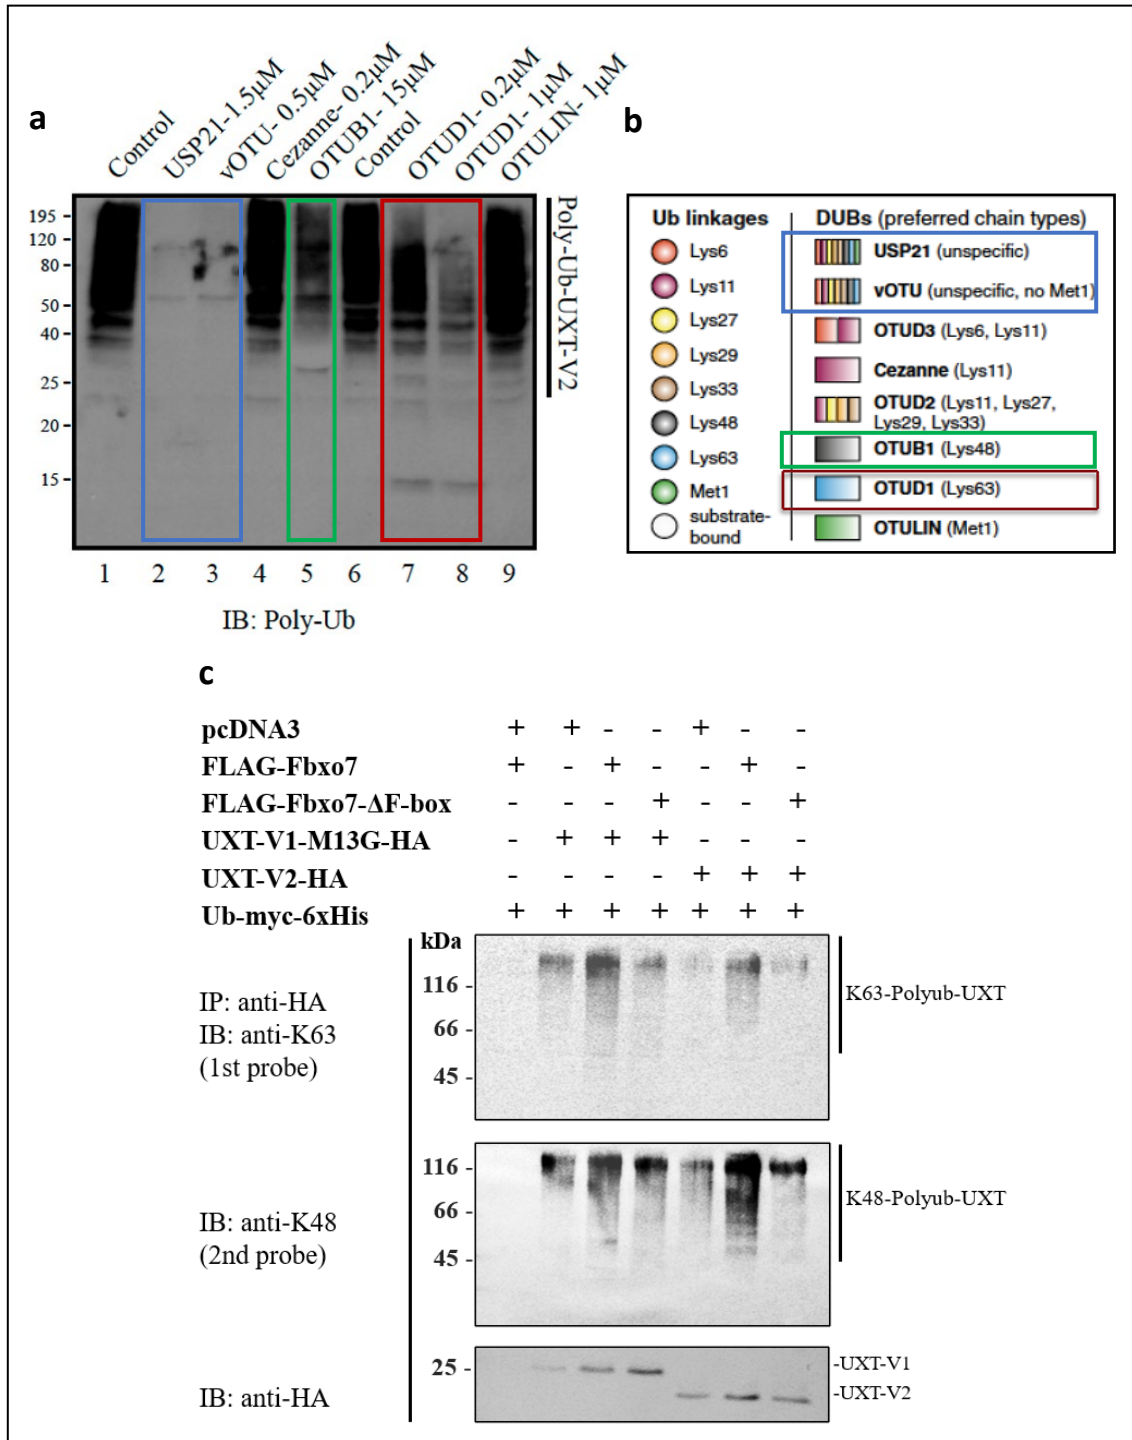 a
Control
USP21-1.5µM
vOTU- 0.5µM
Cezanne- 0.2µM
OTUB1- 15µM
Control
OTUD1- 0.2µM
OTUD1- 1µM
OTULIN- 1µM
195 -
120 -
80 -
50 -
40 -
25 -
20 -
15 -
Poly-Ub-UXT-V2
1 2 3 4 5 6 7 8 9
IB: Poly-Ub
b
Ub linkages
Lys6
Lys11
Lys27
Lys29
Lys33
Lys48
Lys63
Met1
substrate-
bound
DUBs (preferred chain types)
USP21 (unspecific)
vOTU (unspecific, no Met1)
OTUD3 (Lys6, Lys11)
Cezanne (Lys11)
OTUD2 (Lys11, Lys27,
Lys29, Lys33)
OTUB1 (Lys48)
OTUD1 (Lys63)
OTULIN (Met1)
c
pcDNA3 + + - - + - -
FLAG-Fbxo7 + - + - - + -
FLAG-Fbxo7-ΔF-box - - - + - - +
UXT-V1-M13G-HA - + + + - - -
UXT-V2-HA - - - - + + +
Ub-myc-6xHis + + + + + + +
kDa
116 -
66 -
45 -
IP: anti-HA
IB: anti-K63
(1st probe)
K63-Polyub-UXT
116 -
66 -
45 -
IB: anti-K48
(2nd probe)
K48-Polyub-UXT
25 -
IB: anti-HA
-UXT-V1
-UXT-V2